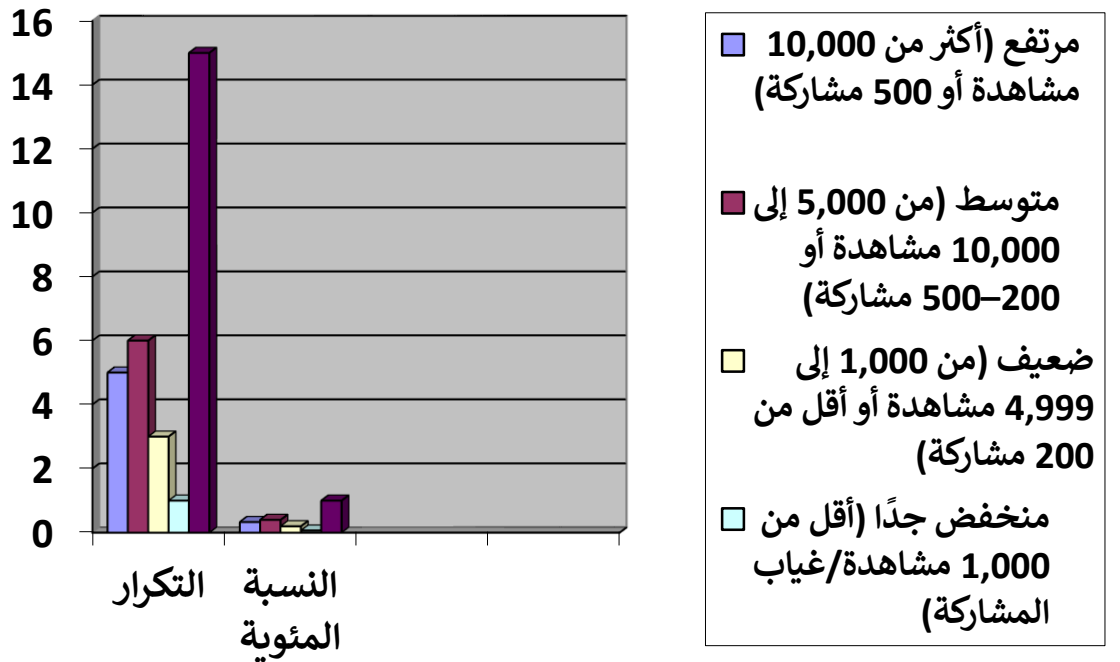 16
14
12
10
8
6
4
2
0
التكرار
النسبة
المئوية
مرتفع (أكثر من 10,000
مشاهدة أو 500 مشاركة)
متوسط (من 5,000 إلى
10,000 مشاهدة أو
200–500 مشاركة)
ضعيف (من 1,000 إلى
4,999 مشاهدة أو أقل من
200 مشاركة)
منخفض جدًا (أقل من
1,000 مشاهدة/غياب
المشاركة)